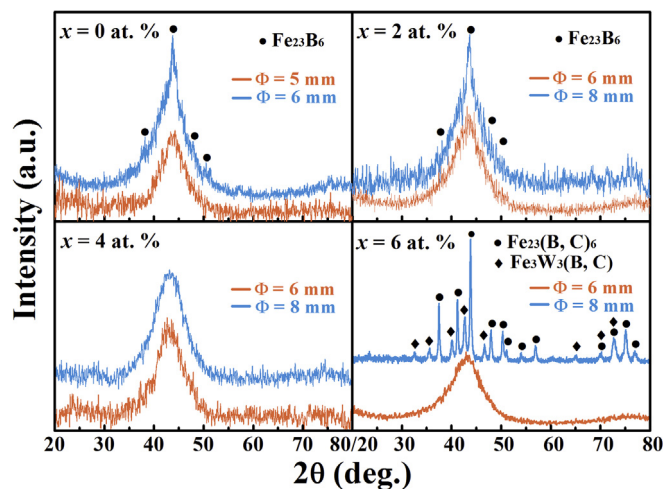 x = 0 at. %
● Fe₂₃B₆
Φ = 5 mm
Φ = 6 mm
x = 2 at. %
● Fe₂₃B₆
Φ = 6 mm
Φ = 8 mm
x = 4 at. %
Φ = 6 mm
Φ = 8 mm
x = 6 at. %
● Fe₂₃(B, C)₆
♦ Fe₃W₃(B, C)
Φ = 6 mm
Φ = 8 mm
Intensity (a.u.)
20 30 40 50 60 70 80/20 30 40 50 60 70 80
2θ (deg.)